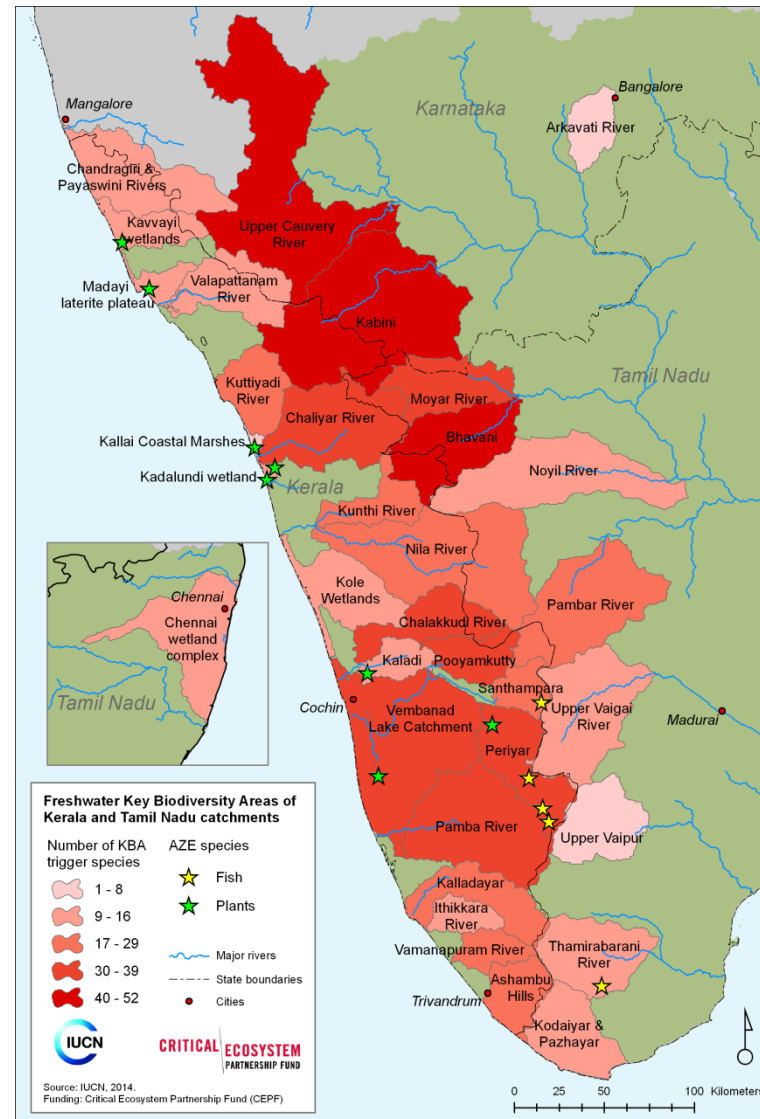 Mangalore
Bangalore
Karnataka
Arkavati River
Chandragiri &
Payaswini Rivers
Kavvayi
wetlands
Upper Cauvery
River
Madayi
laterite plateau
Valapattanam
River
Kabini
Tamil Nadu
Kuttiyadi
River
Moyar River
Chaliyar River
Bhavani
Kallai Coastal Marshes
Kadalundi wetland
Noyil River
Kerala
Kunthi River
Nila River
Kole
Wetlands
Pambar River
Chalakkudi River
Kaladi
Pooyamkutty
Santhampara
Cochin
Vembanad
Lake Catchment
Upper Vaigai
River
Madurai
Periyar
Pamba River
Upper Vaipur
Kalladayar
Ithikkara
River
Vamanapuram River
Thamirabarani
River
Ashambu
Hills
Trivandrum
Kodaiyar &
Pazhayar
Chennai
Chennai
wetland
complex
Tamil Nadu
Freshwater Key Biodiversity Areas of
Kerala and Tamil Nadu catchments
Number of KBA
trigger species
1 - 8
9 - 16
17 - 29
30 - 39
40 - 52
AZE species
Fish
Plants
Major rivers
State boundaries
Cities
IUCN
CRITICAL ECOSYSTEM
PARTNERSHIP FUND
Source: IUCN, 2014.
Funding: Critical Ecosystem Partnership Fund (CEPF)
0 25 50 100 Kilometers